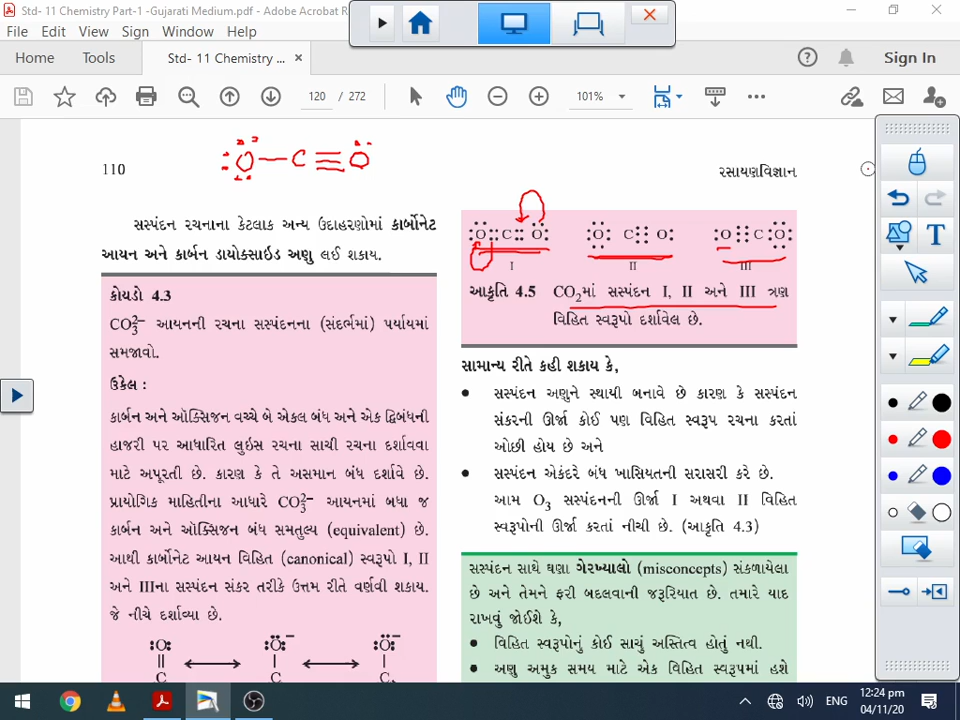 Std- 11 Chemistry Part-1 -Gujarati Medium.pdf - Adobe Acrobat R
File Edit View Sign Window Help
Home Tools Std- 11 Chemistry ... × Sign In
120 / 272 101%
O — C ≡ O
110
રસાયણવિજ્ઞાન
સસ્પંદન રચનાના કેટલાક અન્ય ઉદાહરણોમાં કાર્બોનેટ
આયન અને કાર્બન ડાયોક્સાઇડ અણુ લઈ શકાય.
કોયડો 4.3
CO₃²⁻ આયનની રચના સસ્પંદનના (સંદર્ભમાં) પર્યાયમાં
સમજાવો.
ઉકેલ :
કાર્બન અને ઑક્સિજન વચ્ચે બે એકલ બંધ અને એક દ્વિબંધની
હાજરી પર આધારિત લુઇસ રચના સાચી રચના દર્શાવવા
માટે અપૂરતી છે. કારણ કે તે અસમાન બંધ દર્શાવે છે.
પ્રાયોગિક માહિતીના આધારે CO₃²⁻ આયનમાં બધા જ
કાર્બન અને ઑક્સિજન બંધ સમતુલ્ય (equivalent) છે.
આથી કાર્બોનેટ આયન વિહિત (canonical) સ્વરૂપો I, II
અને IIIના સસ્પંદન સંકર તરીકે ઉત્તમ રીતે વર્ણવી શકાય.
જે નીચે દર્શાવ્યા છે.
:O: :Ö:⁻ :Ö:⁻
C C C
:O::C::O: :O C O: :O C O:
I II III
આકૃતિ 4.5 CO₂માં સસ્પંદન I, II અને III ત્રણ
વિહિત સ્વરૂપો દર્શાવેલ છે.
સામાન્ય રીતે કહી શકાય કે,
• સસ્પંદન અણુને સ્થાયી બનાવે છે કારણ કે સસ્પંદન
સંકરની ઊર્જા કોઈ પણ વિહિત સ્વરૂપ રચના કરતાં
ઓછી હોય છે અને
• સસ્પંદન એકંદરે બંધ ખાસિયતની સરાસરી કરે છે.
આમ O₃ સસ્પંદનની ઊર્જા I અથવા II વિહિત
સ્વરૂપોની ઊર્જા કરતાં નીચી છે. (આકૃતિ 4.3)
સસ્પંદન સાથે ઘણા ગેરખ્યાલો (misconcepts) સંકળાયેલા
છે અને તેમને ફરી બદલવાની જરૂરિયાત છે. તમારે યાદ
રાખવું જોઈશે કે,
• વિહિત સ્વરૂપોનું કોઈ સાચું અસ્તિત્વ હોતું નથી.
• અણુ અમુક સમય માટે એક વિહિત સ્વરૂપમાં હશે
T
ENG 12:24 pm
04/11/20